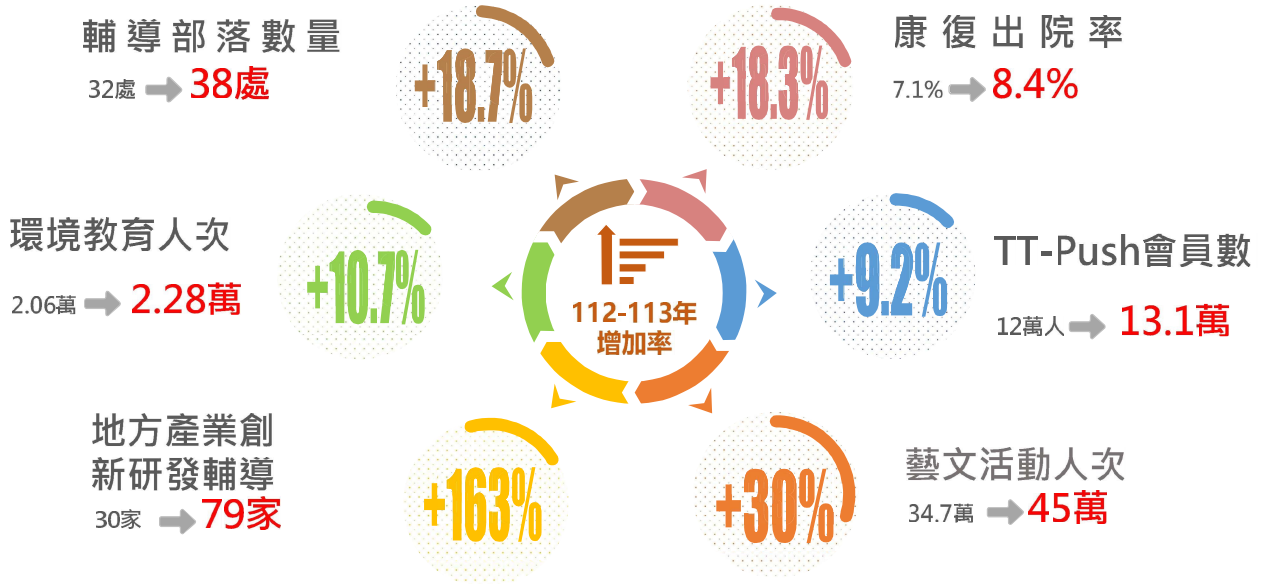 輔導部落數量
32處 38處
+18.7%
康復出院率
7.1% 8.4%
+18.3%
環境教育人次
2.06萬 2.28萬
+10.7%
TT-Push會員數
12萬人 13.1萬
+9.2%
112-113年
增加率
地方產業創
新研發輔導
30家 79家
+163%
藝文活動人次
34.7萬 45萬
+30%